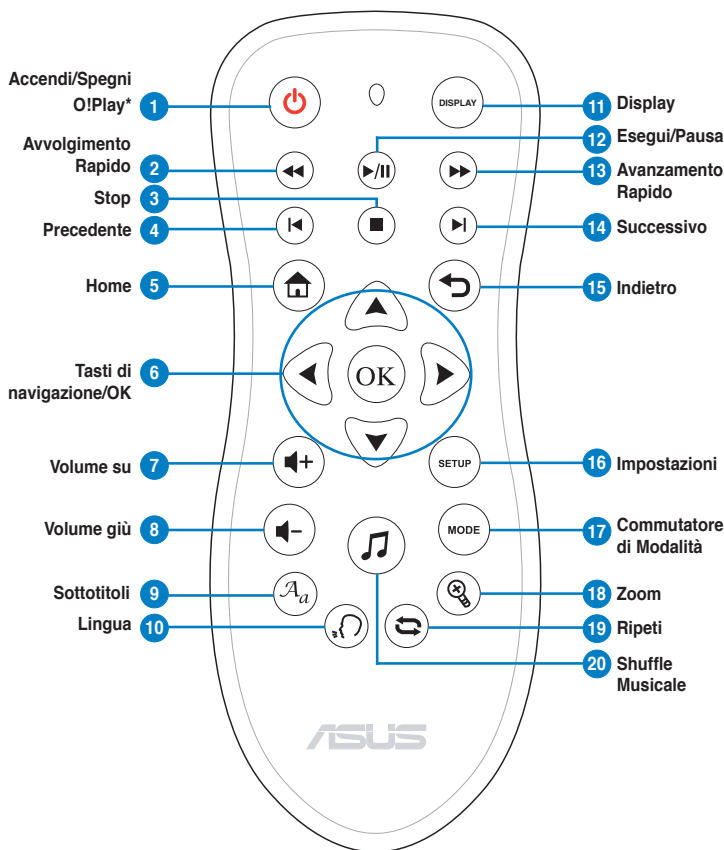 Accendi/Spegni
O!Play*
1
DISPLAY
11 Display
12 Esegui/Pausa
Avvolgimento
Rapido
2
13 Avanzamento
Rapido
Stop 3
Precedente 4
14 Successivo
Home 5
15 Indietro
Tasti di
navigazione/OK
6
OK
Volume su 7
SETUP
16 Impostazioni
Volume giù 8
MODE
17 Commutatore
di Modalità
Sottotitoli 9
Aa
18 Zoom
Lingua 10
19 Ripeti
20 Shuffle
Musicale
ASUS